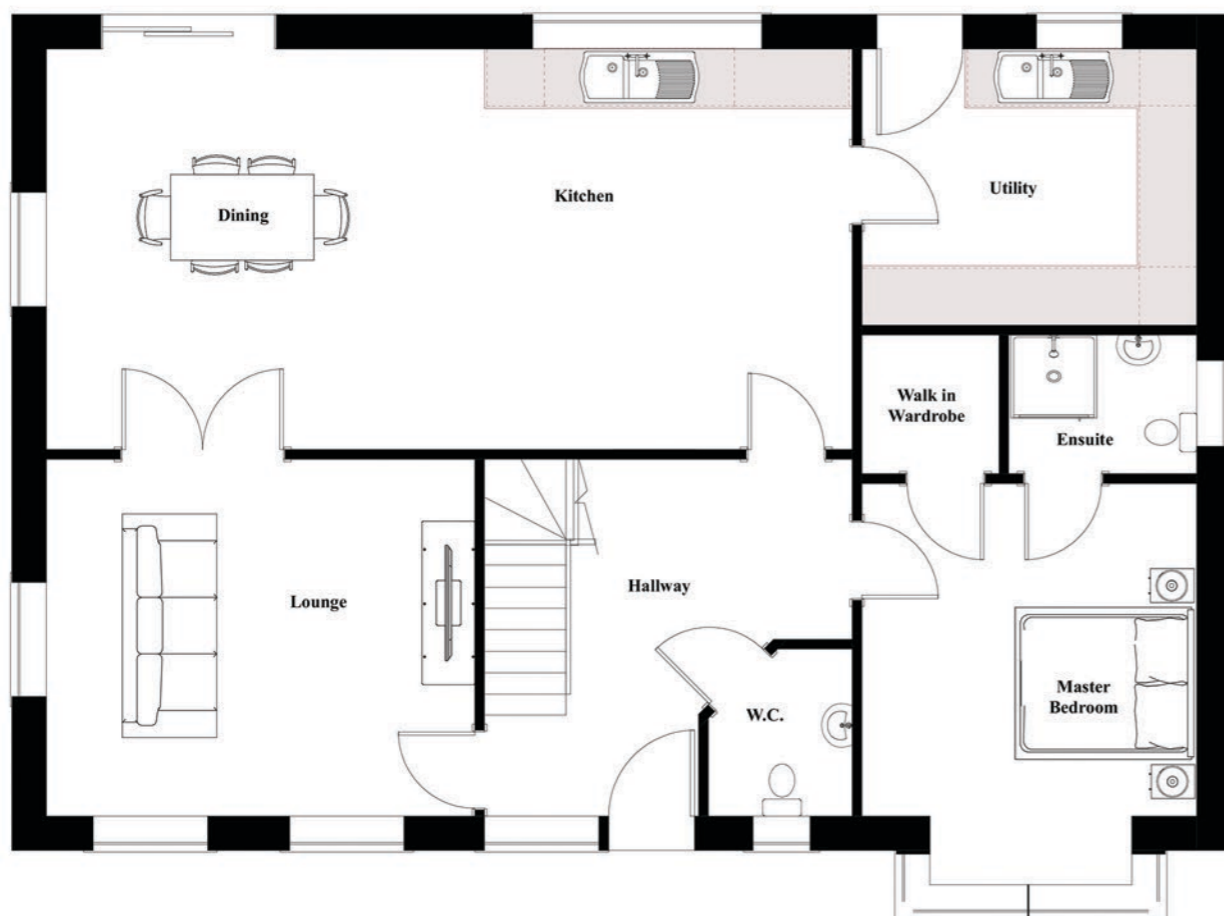 Dining
Kitchen
Utility
Walk in
Wardrobe
Ensuite
Lounge
Hallway
W.C.
Master
Bedroom